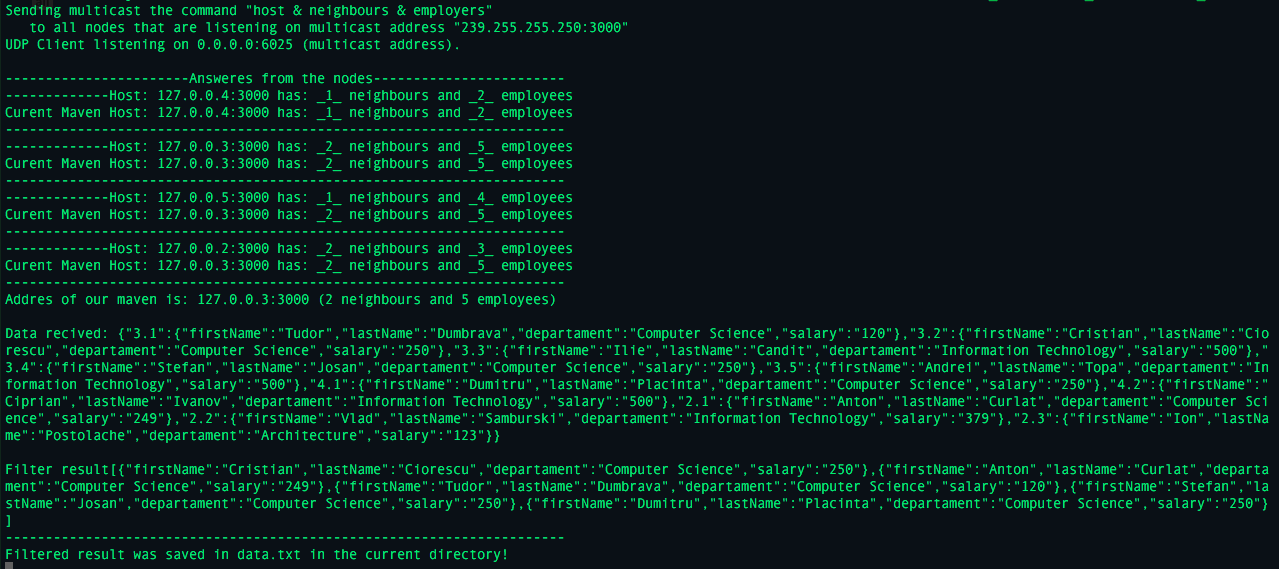 Sending multicast the command "host & neighbours & employers"
   to all nodes that are listening on multicast address "239.255.255.250:3000"
UDP Client listening on 0.0.0.0:6025 (multicast address).
-----------------------Answeres from the nodes------------------------
-------------Host: 127.0.0.4:3000 has: _1_ neighbours and _2_ employees
Curent Maven Host: 127.0.0.4:3000 has: _1_ neighbours and _2_ employees
----------------------------------------------------------------------
-------------Host: 127.0.0.3:3000 has: _2_ neighbours and _5_ employees
Curent Maven Host: 127.0.0.3:3000 has: _2_ neighbours and _5_ employees
----------------------------------------------------------------------
-------------Host: 127.0.0.5:3000 has: _1_ neighbours and _4_ employees
Curent Maven Host: 127.0.0.3:3000 has: _2_ neighbours and _5_ employees
----------------------------------------------------------------------
-------------Host: 127.0.0.2:3000 has: _2_ neighbours and _3_ employees
Curent Maven Host: 127.0.0.3:3000 has: _2_ neighbours and _5_ employees
----------------------------------------------------------------------
Addres of our maven is: 127.0.0.3:3000 (2 neighbours and 5 employees)
Data recived: {"3.1":{"firstName":"Tudor","lastName":"Dumbrava","departament":"Computer Science","salary":"120"},"3.2":{"firstName":"Cristian","lastName":"Cio
rescu","departament":"Computer Science","salary":"250"},"3.3":{"firstName":"Ilie","lastName":"Candit","departament":"Information Technology","salary":"500"},"
3.4":{"firstName":"Stefan","lastName":"Josan","departament":"Computer Science","salary":"250"},"3.5":{"firstName":"Andrei","lastName":"Topa","departament":"In
formation Technology","salary":"500"},"4.1":{"firstName":"Dumitru","lastName":"Placinta","departament":"Computer Science","salary":"250"},"4.2":{"firstName":"
Ciprian","lastName":"Ivanov","departament":"Information Technology","salary":"500"},"2.1":{"firstName":"Anton","lastName":"Curlat","departament":"Computer Sci
ence","salary":"249"},"2.2":{"firstName":"Vlad","lastName":"Samburski","departament":"Information Technology","salary":"379"},"2.3":{"firstName":"Ion","lastNa
me":"Postolache","departament":"Architecture","salary":"123"}}
Filter result[{"firstName":"Cristian","lastName":"Ciorescu","departament":"Computer Science","salary":"250"},{"firstName":"Anton","lastName":"Curlat","departa
ment":"Computer Science","salary":"249"},{"firstName":"Tudor","lastName":"Dumbrava","departament":"Computer Science","salary":"120"},{"firstName":"Stefan","la
stName":"Josan","departament":"Computer Science","salary":"250"},{"firstName":"Dumitru","lastName":"Placinta","departament":"Computer Science","salary":"250"}
]
----------------------------------------------------------------------
Filtered result was saved in data.txt in the current directory!